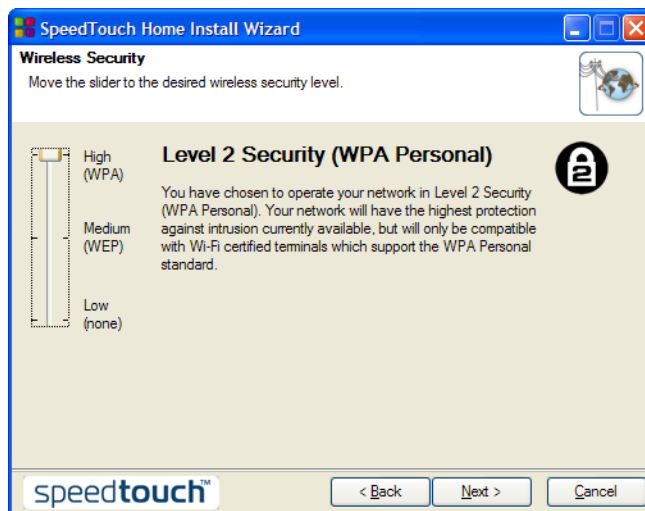 SpeedTouch Home Install Wizard
Wireless Security
Move the slider to the desired wireless security level.
High
(WPA)
Medium
(WEP)
Low
(none)
Level 2 Security (WPA Personal)
2
You have chosen to operate your network in Level 2 Security
(WPA Personal). Your network will have the highest protection
against intrusion currently available, but will only be compatible
with Wi-Fi certified terminals which support the WPA Personal
standard.
speedtouch™
< Back
Next >
Cancel